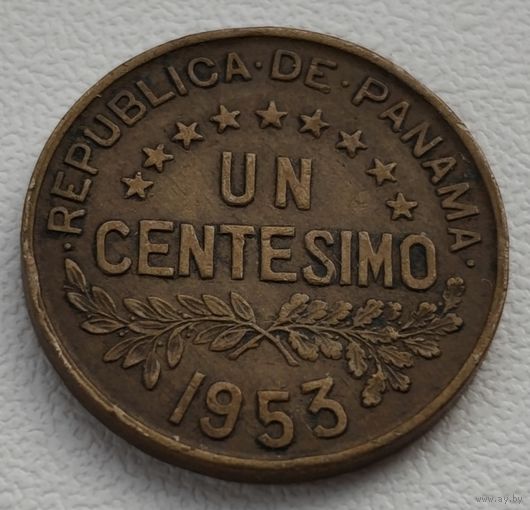 ·REPUBLICA·DE·PANAMA·
UN
CENTESIMO
1953
www.ay.by